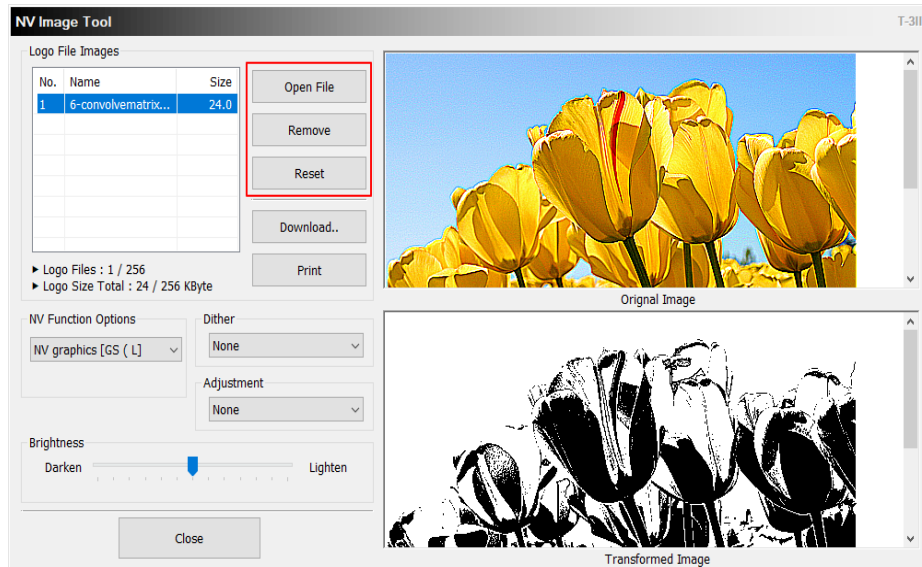 NV Image Tool
T-3II
Logo File Images
No. Name Size
1 6-convolvematrix... 24.0
Open File
Remove
Reset
Download..
Print
▶ Logo Files : 1 / 256
▶ Logo Size Total : 24 / 256 KByte
Orignal Image
NV Function Options
NV graphics [GS ( L]
Dither
None
Adjustment
None
Brightness
Darken
Lighten
Close
Transformed Image